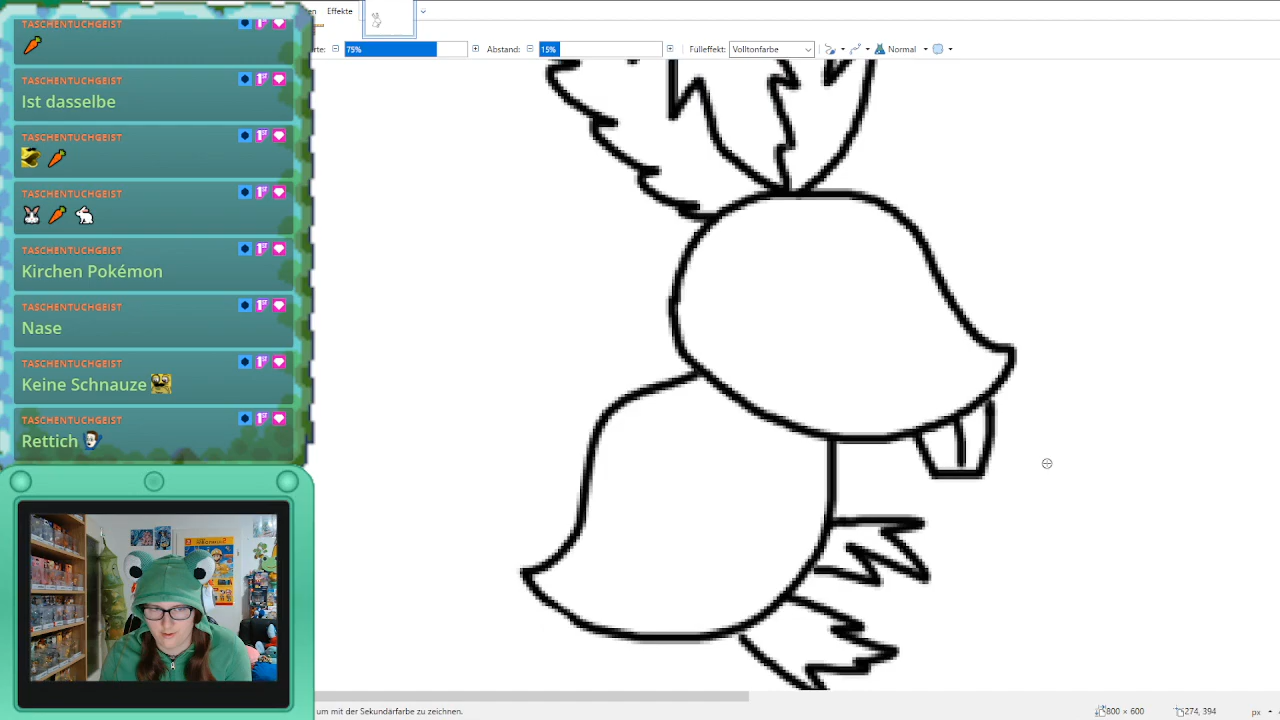 TASCHENTUCHGEIST
TASCHENTUCHGEIST
Ist dasselbe
TASCHENTUCHGEIST
TASCHENTUCHGEIST
TASCHENTUCHGEIST
Kirchen Pokémon
TASCHENTUCHGEIST
Nase
TASCHENTUCHGEIST
Keine Schnauze
TASCHENTUCHGEIST
Rettich
Effekte
75%
Abstand:
15%
Fülleffekt:
Volltonfarbe
Normal
um mit der Sekundärfarbe zu zeichnen.
800 × 600
274, 394
px